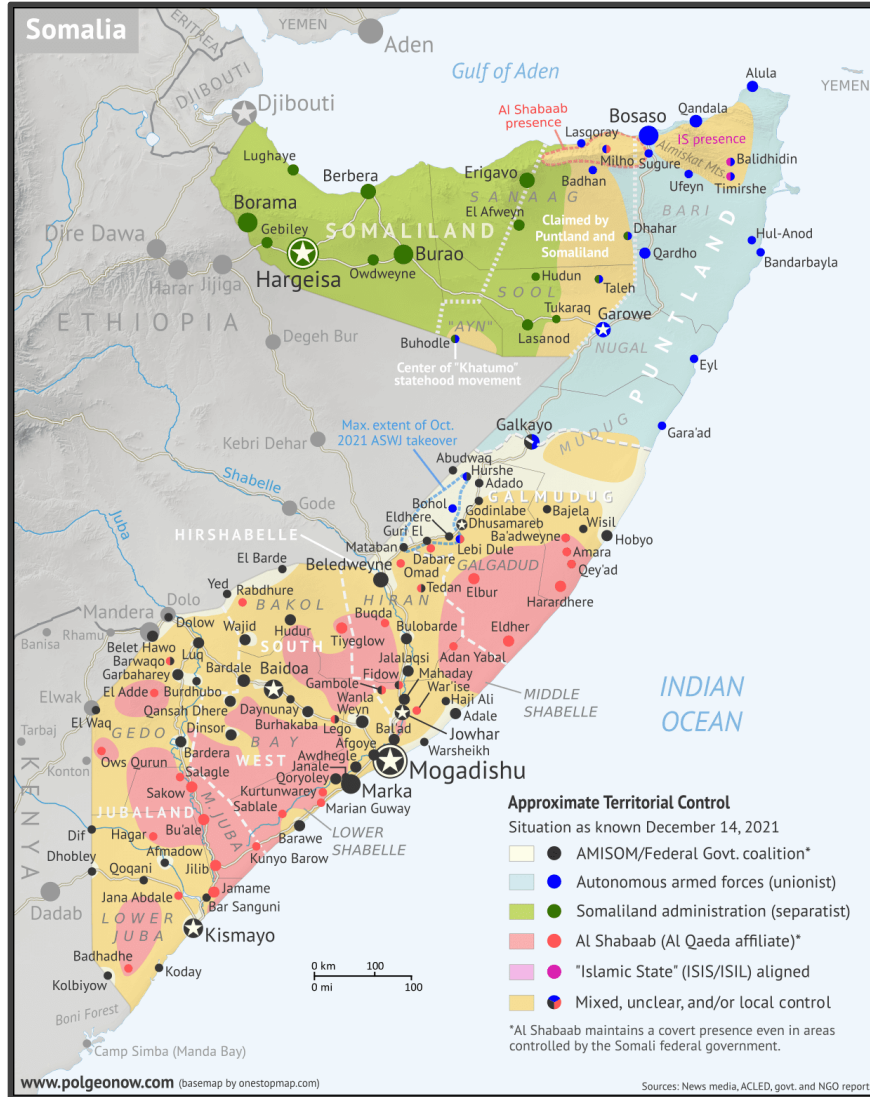 Somalia
YEMEN
Aden
ERITREA
DJIBOUTI
Djibouti
Gulf of Aden
Alula
YEMEN
Al Shabaab
presence
Bosaso
Qandala
Lasqoray
IS presence
Almiskat Mts.
Balidhidin
Milho
Sugure
Timirshe
Lughaye
Berbera
Erigavo
Badhan
Ufeyn
SANAAG
BARI
Borama
El Afweyn
Claimed by
Puntland and
Somaliland
Gebiley
SOMALILAND
Dhahar
Hul-Anod
Dire Dawa
Hargeisa
Burao
Qardho
Bandarbayla
Owdweyne
Harar
Jijiga
Hudun
Taleh
SOOL
PUNTLAND
ETHIOPIA
Tukaraq
Garowe
"AYN"
Lasanod
Degeh Bur
Buhodle
NUGAL
Center of "Khatumo"
statehood movement
Eyl
Max. extent of Oct.
2021 ASWJ takeover
Galkayo
Gara'ad
MUDUG
Kebri Dehar
Abudwaq
Hurshe
Shabelle
Adado
GALMUDUG
Gode
Bohol
Godinlabe
Bajela
Juba
Eldhere
Dhusamareb
Wisil
HIRSHABELLE
Guri El
Ba'adweyne
Hobyo
Mataban
Lebi Dule
Amara
El Barde
Dabare
GALGADUD
Qey'ad
Beledweyne
Omad
Yed
Tedan
Elbur
Rabdhure
HIRAN
Harardhere
Dolo
BAKOL
Mandera
Buqda
Dolow
Wajid
Hudur
Bulobarde
Eldher
Banisa
Rhamu
Tiyeglow
Belet Hawo
Luq
SOUTH
Barwaqo
Bardale
Baidoa
Jalalaqsi
Adan Yabal
Garbaharey
Fidow
Mahaday
Gambole
El Adde
Burdhubo
War'ise
Elwak
Wanla
Weyn
Haji Ali
MIDDLE
SHABELLE
Qansah Dhere
Daynunay
Adale
El Waq
Burhakaba
Lego
Jowhar
INDIAN
OCEAN
GEDO
Dinsor
BAY
Bal'ad
Tarbaj
Afgoye
Warsheikh
Ows Qurun
Bardera
WEST
Awdhegle
Konton
Salagle
Janale
Mogadishu
Qoryoley
Sakow
Kurtunwarey
Marka
Sablale
Marian Guway
JUBALAND
M. JUBA
KENYA
Bu'ale
LOWER
SHABELLE
Dif
Hagar
Barawe
Dhobley
Afmadow
Kunyo Barow
Qoqani
Jilib
Dadab
Jana Abdale
Jamame
Bar Sanguni
LOWER
JUBA
Kismayo
Badhadhe
Koday
Kolbiyow
Boni Forest
Camp Simba (Manda Bay)
0 km 100
0 mi 100
Approximate Territorial Control
Situation as known December 14, 2021
AMISOM/Federal Govt. coalition*
Autonomous armed forces (unionist)
Somaliland administration (separatist)
Al Shabaab (Al Qaeda affiliate)*
"Islamic State" (ISIS/ISIL) aligned
Mixed, unclear, and/or local control
*Al Shabaab maintains a covert presence even in areas
controlled by the Somali federal government.
www.polgeonow.com (basemap by onestopmap.com)
Sources: News media, ACLED, govt. and NGO report